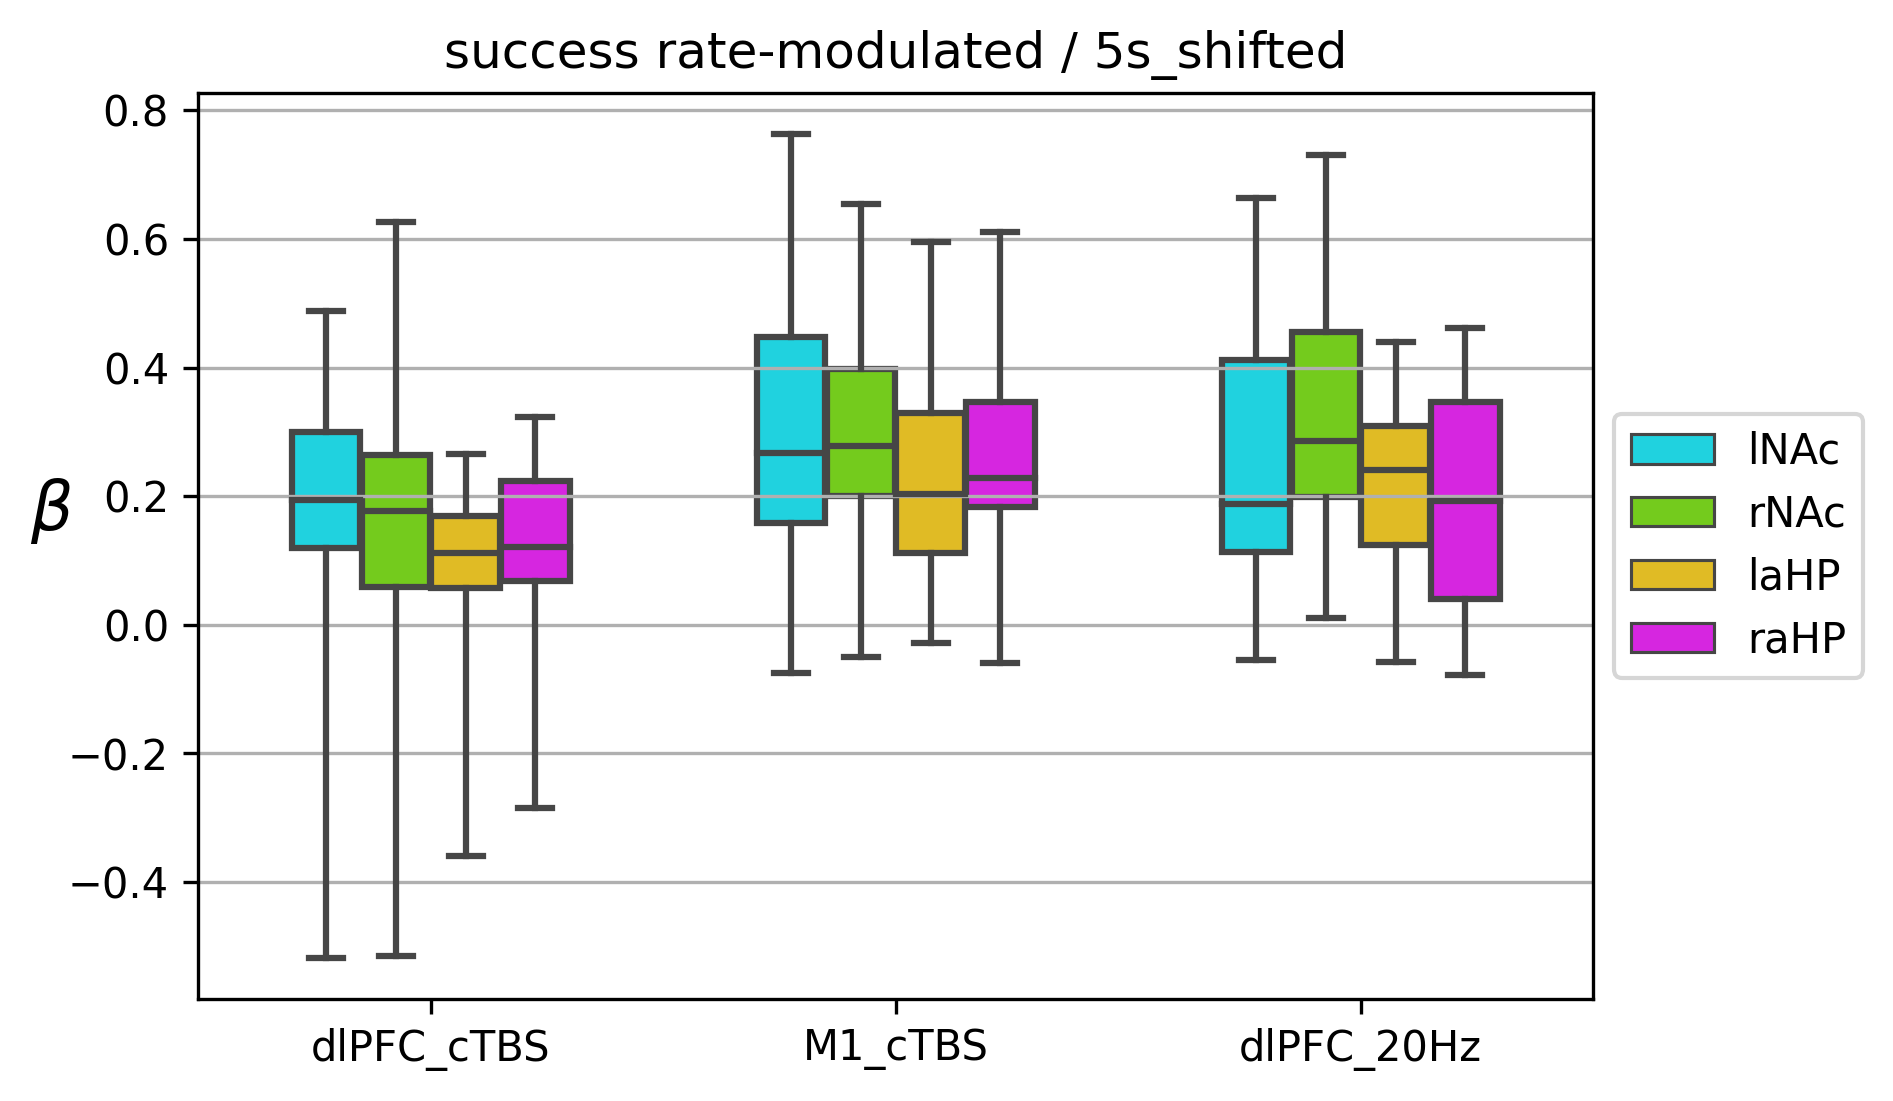 success rate-modulated / 5s_shifted
0.8
0.6
0.4
0.2
0.0
−0.2
−0.4
β
dlPFC_cTBS
M1_cTBS
dlPFC_20Hz
lNAc
rNAc
laHP
raHP